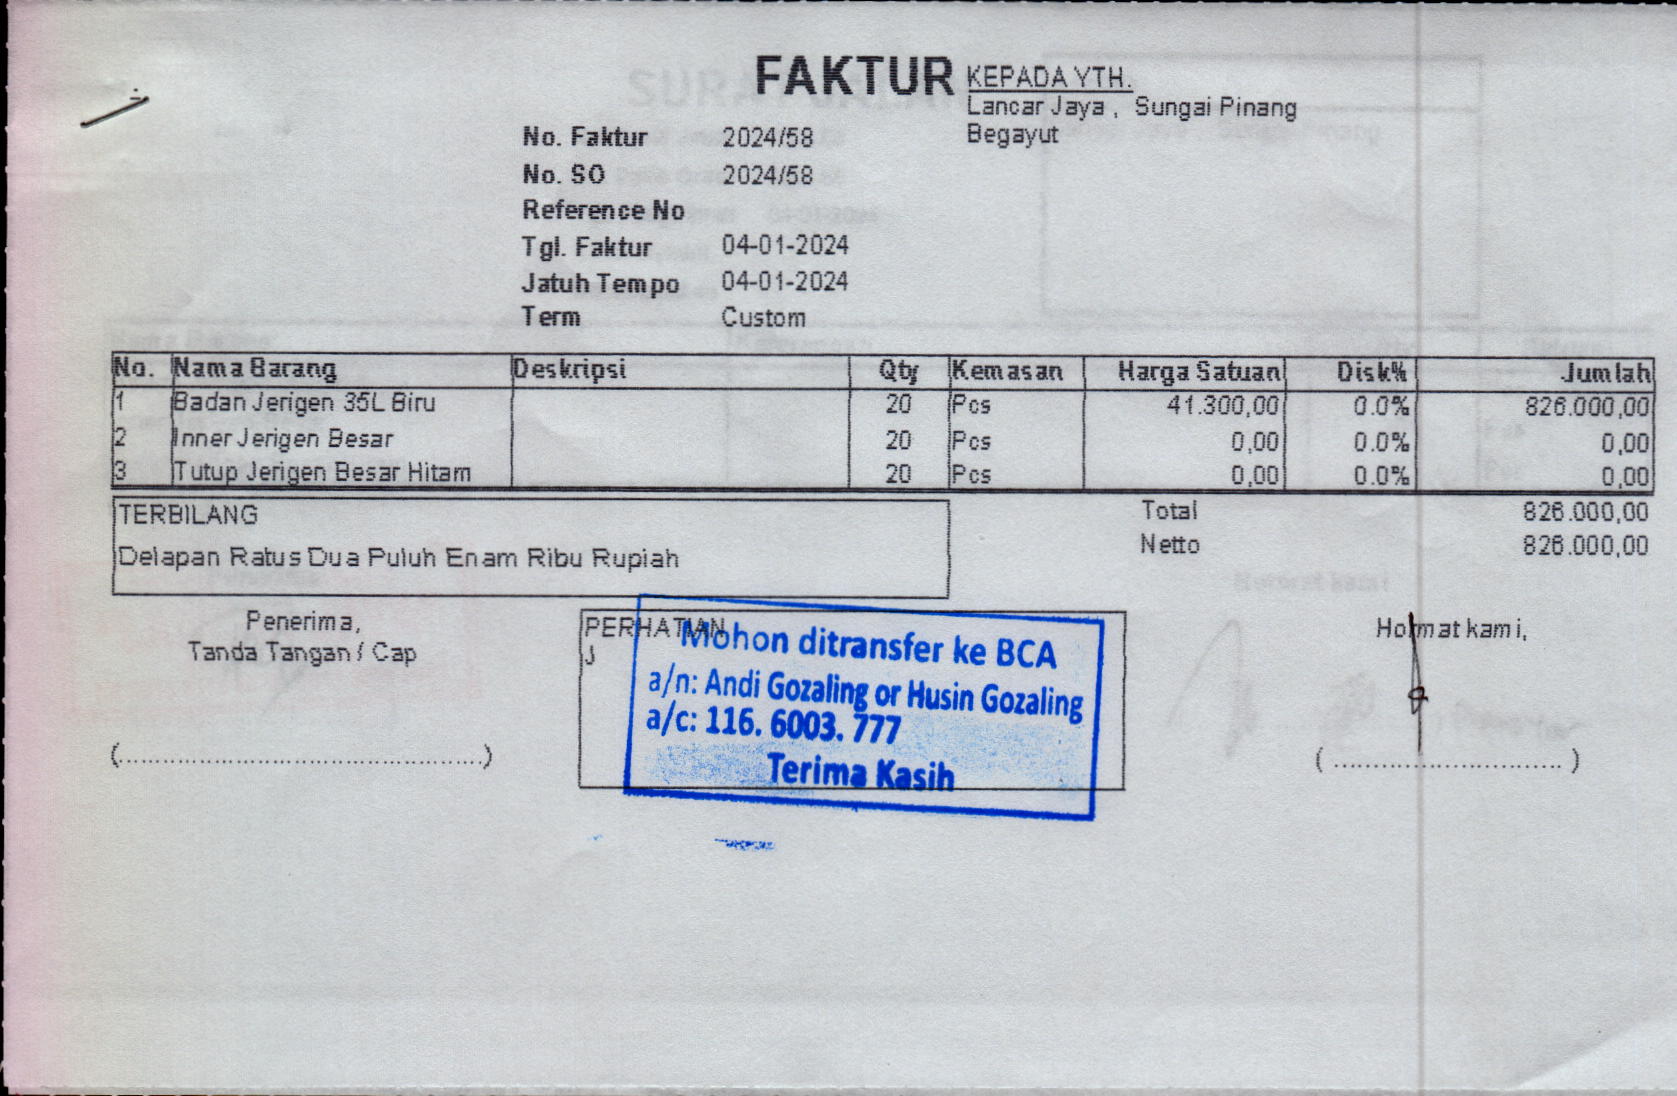 FAKTUR
KEPADA YTH.
Lancar Jaya , Sungai Pinang
Begayut
No. Faktur 2024/58
No. SO 2024/58
Reference No
Tgl. Faktur 04-01-2024
Jatuh Tempo 04-01-2024
Term Custom
No. Nama Barang Deskripsi Qty Kemasan Harga Satuan Disk% Jumlah
1 Badan Jerigen 35L Biru 20 Pcs 41.300,00 0.0% 826.000,00
2 Inner Jerigen Besar 20 Pcs 0,00 0.0% 0,00
3 Tutup Jerigen Besar Hitam 20 Pcs 0,00 0.0% 0,00
TERBILANG
Delapan Ratus Dua Puluh Enam Ribu Rupiah
Total 826.000,00
Netto 826.000,00
Penerima,
Tanda Tangan / Cap
(................................................)
PERHATIAN
J
Mohon ditransfer ke BCA
a/n: Andi Gozaling or Husin Gozaling
a/c: 116. 6003. 777
Terima Kasih
Hormat kami,
( ............................. )